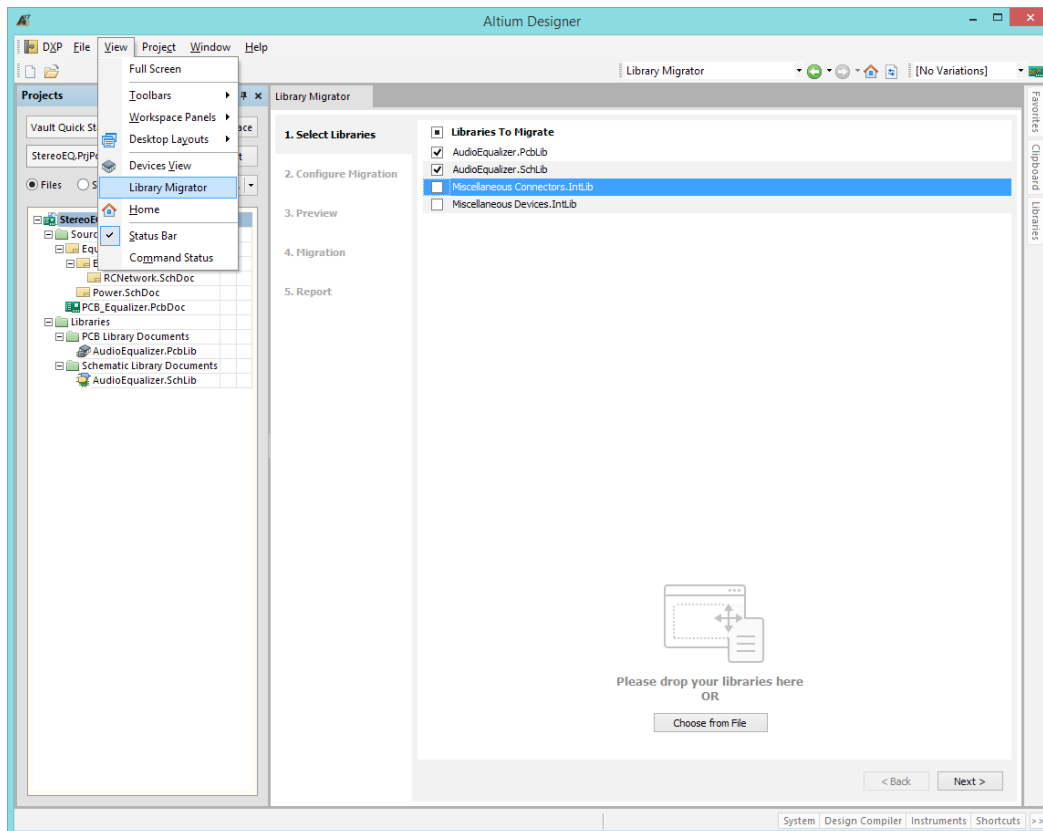 Altium Designer
DXP File View Project Window Help
Library Migrator [No Variations]
Full Screen
Toolbars
Workspace Panels
Desktop Layouts
Devices View
Library Migrator
Home
Status Bar
Command Status
Projects
Vault Quick St ace
StereoEQ.PrjPc t
Files S
StereoE
Sourc
Equ
E
RCNetwork.SchDoc
Power.SchDoc
PCB_Equalizer.PcbDoc
Libraries
PCB Library Documents
AudioEqualizer.PcbLib
Schematic Library Documents
AudioEqualizer.SchLib
Library Migrator
1. Select Libraries
2. Configure Migration
3. Preview
4. Migration
5. Report
Libraries To Migrate
AudioEqualizer.PcbLib
AudioEqualizer.SchLib
Miscellaneous Connectors.IntLib
Miscellaneous Devices.IntLib
Please drop your libraries here
OR
Choose from File
< Back Next >
Favorites
Clipboard
Libraries
System Design Compiler Instruments Shortcuts >>